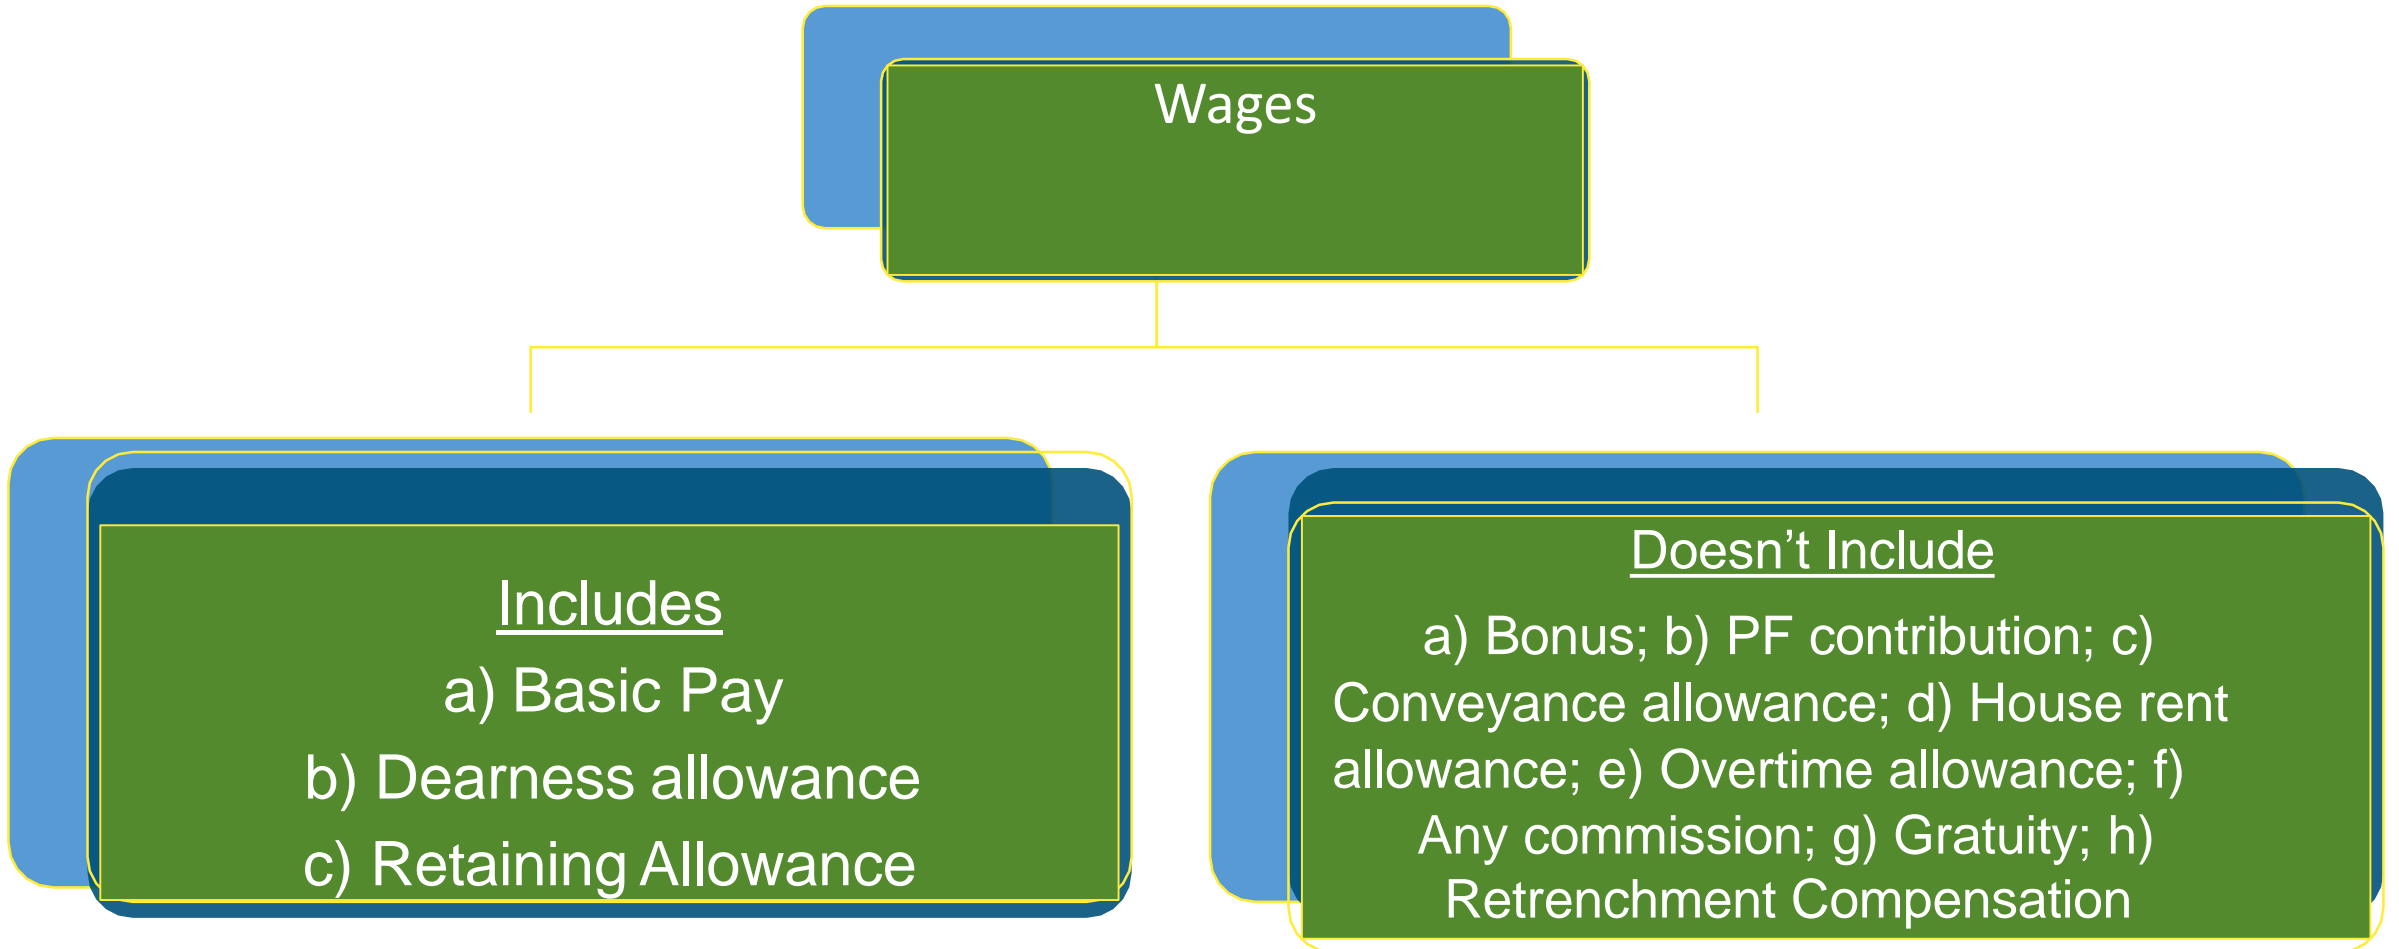 Wages
Includes
a) Basic Pay
b) Dearness allowance
c) Retaining Allowance
Doesn’t Include
a) Bonus; b) PF contribution; c)
Conveyance allowance; d) House rent
allowance; e) Overtime allowance; f)
Any commission; g) Gratuity; h)
Retrenchment Compensation